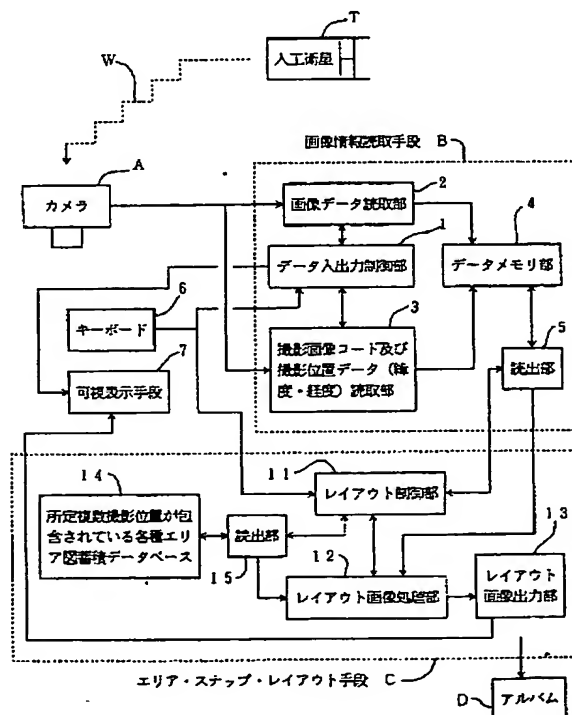 T
人工衛星
W
画像情報読取手段 B
A
カメラ
2
画像データ読取部
1
データ入出力制御部
4
データメモリ部
6
キーボード
3
撮影画像コード及び
撮影位置データ（緯
度・経度）読取部
5
読出部
7
可視表示手段
11
レイアウト制御部
14
所定複数撮影位置が包
含されている各種エリ
ア図蓄積データベース
読出部
15
12
レイアウト画像処理部
13
レイアウト
画像出力部
エリア・スナップ・レイアウト手段 C
D
アルバム